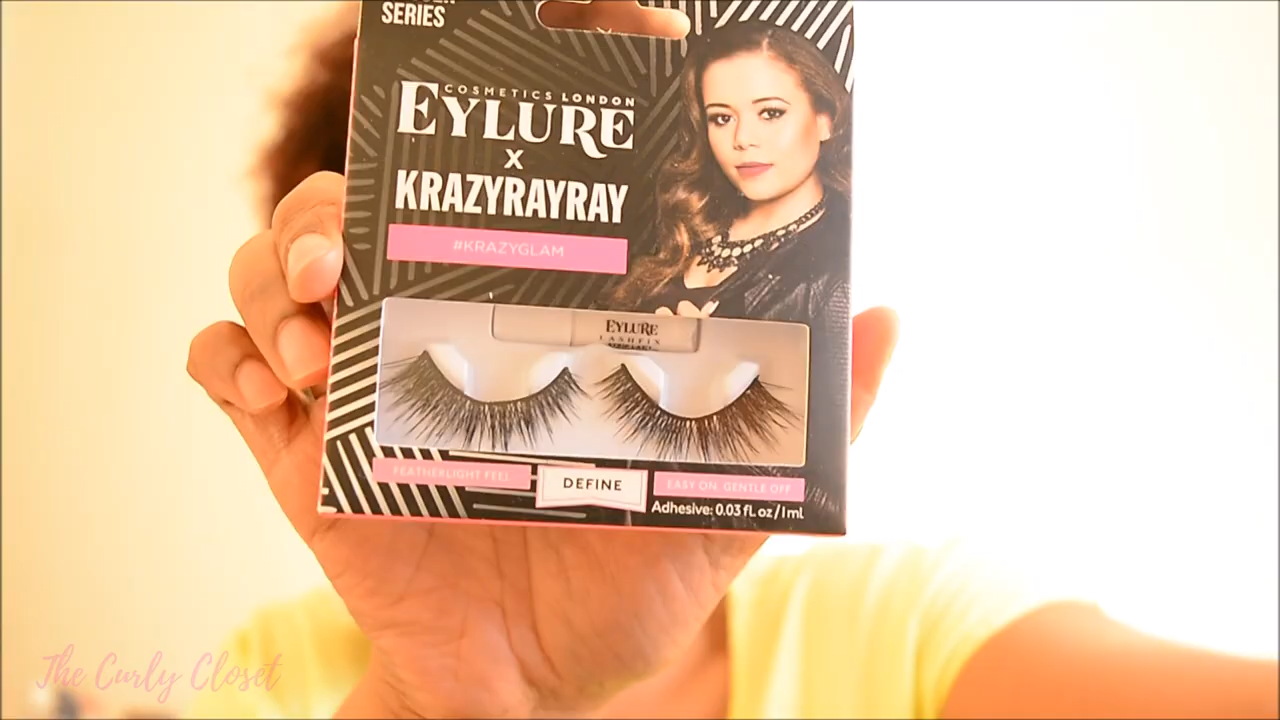 SERIES
COSMETICS LONDON
EYLURE
X
KRAZYRAYRAY
#KRAZYGLAM
EYLURE
LASHFIX
FEATHERLIGHT FEEL
DEFINE
EASY ON, GENTLE OFF
Adhesive: 0.03 fl. oz / 1ml
The Curly Closet